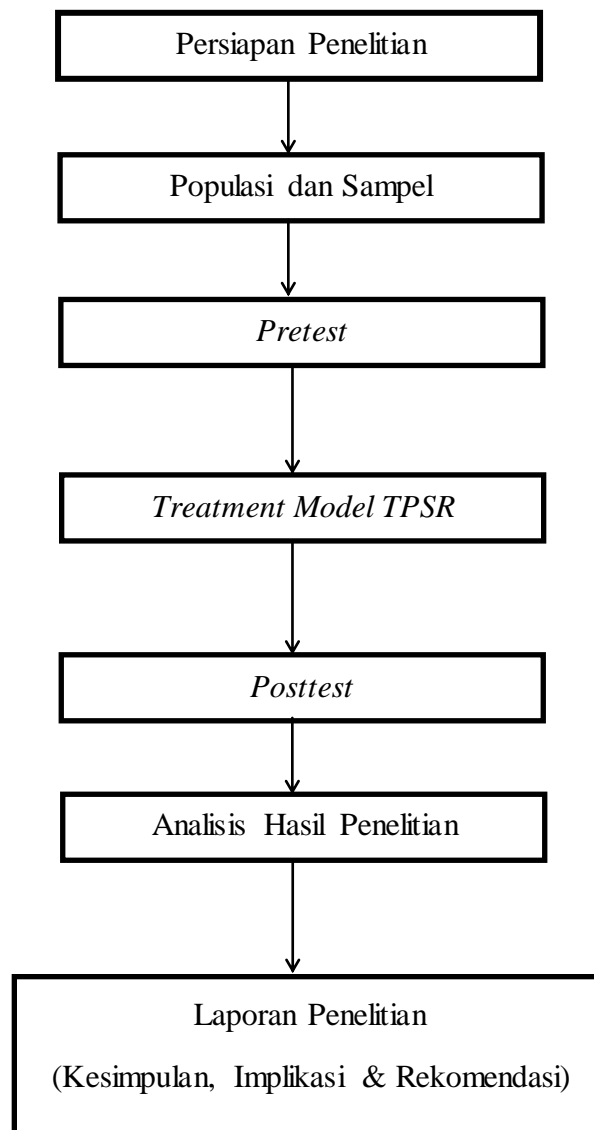 Persiapan Penelitian
Populasi dan Sampel
Pretest
Treatment Model TPSR
Posttest
Analisis Hasil Penelitian
Laporan Penelitian
(Kesimpulan, Implikasi & Rekomendasi)